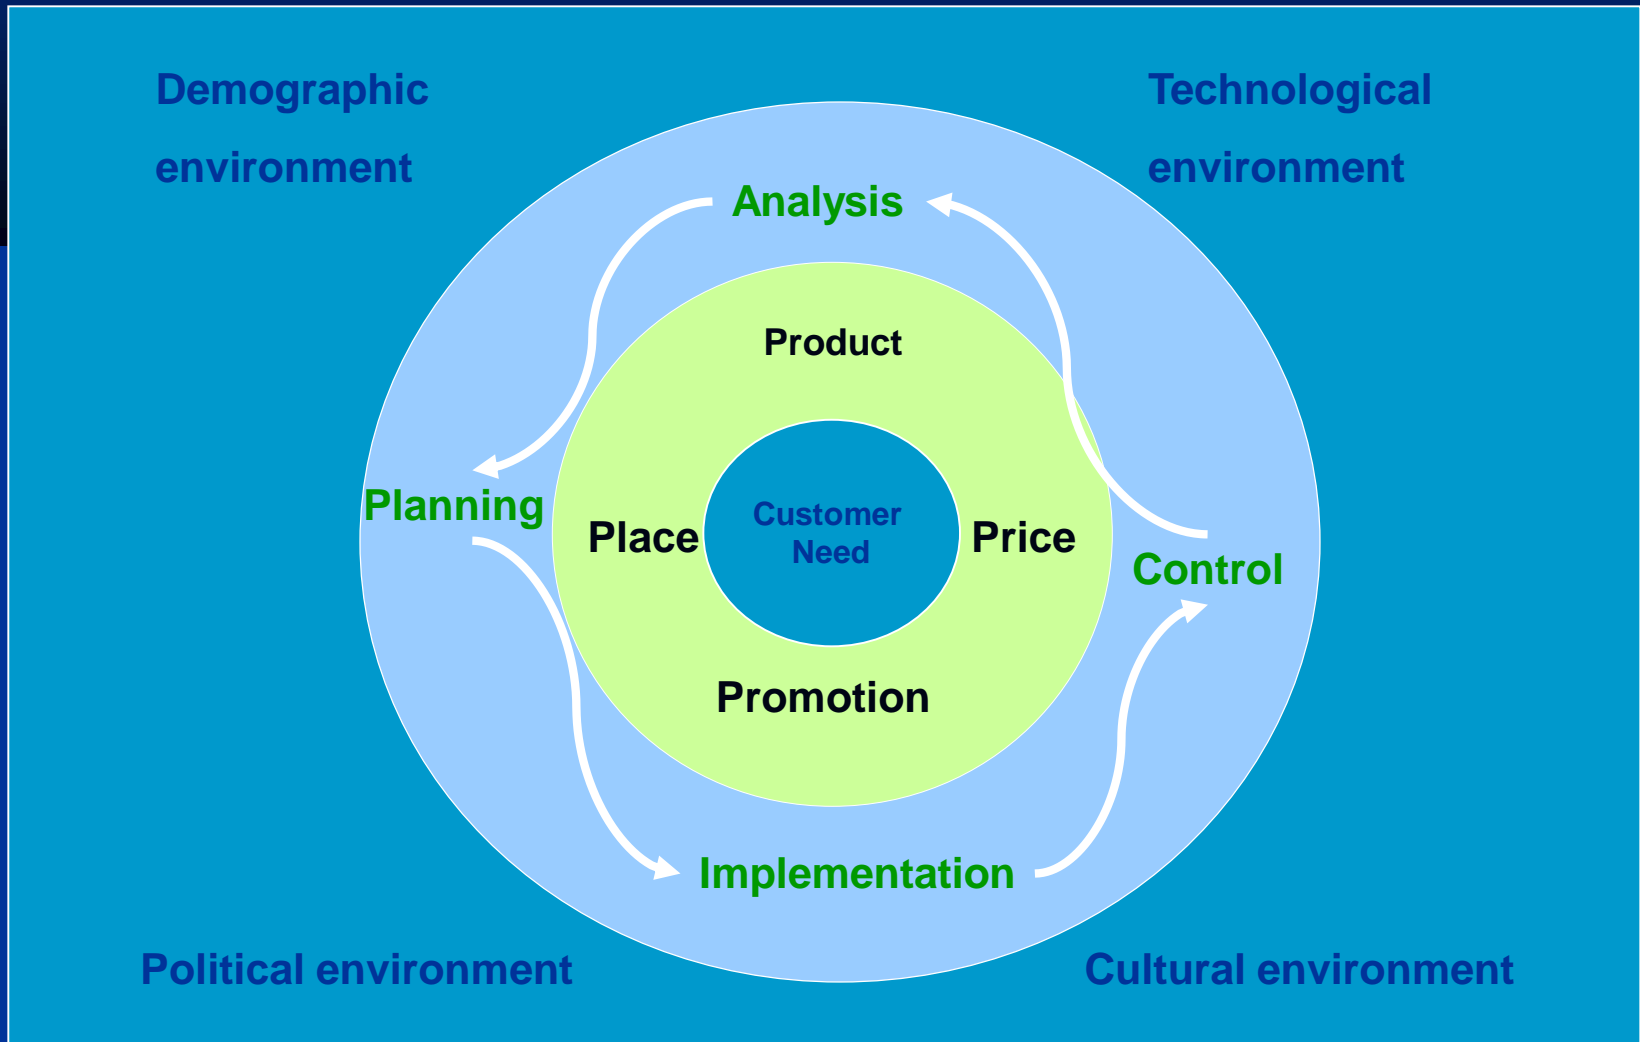 Demographic
environment
Technological
environment
Analysis
Product
Planning
Place
Customer
Need
Price
Control
Promotion
Implementation
Political environment
Cultural environment